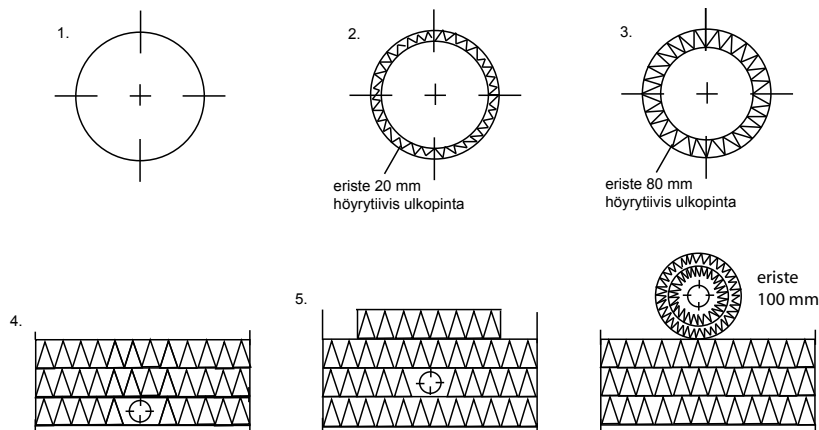 1.
2.
3.
eriste 20 mm
höyrytiivis ulkopinta
eriste 80 mm
höyrytiivis ulkopinta
4.
5.
eriste
100 mm